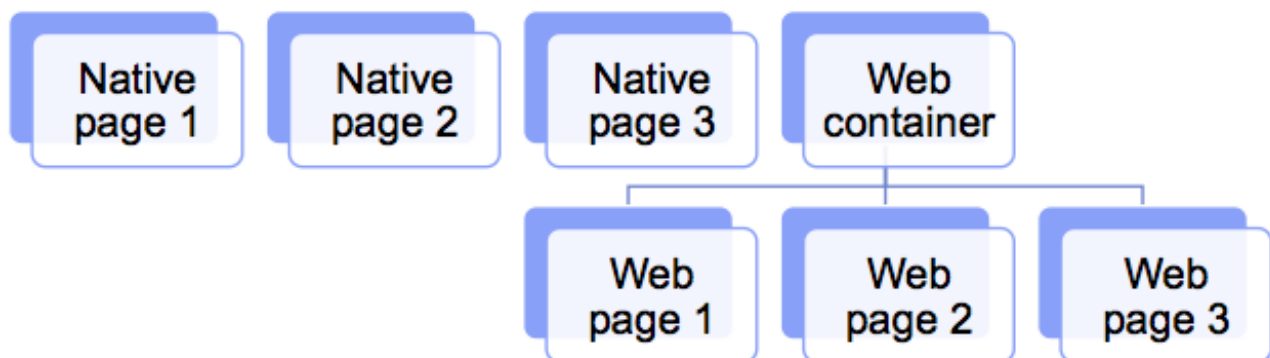 Native
page 1
Native
page 2
Native
page 3
Web
container
Web
page 1
Web
page 2
Web
page 3